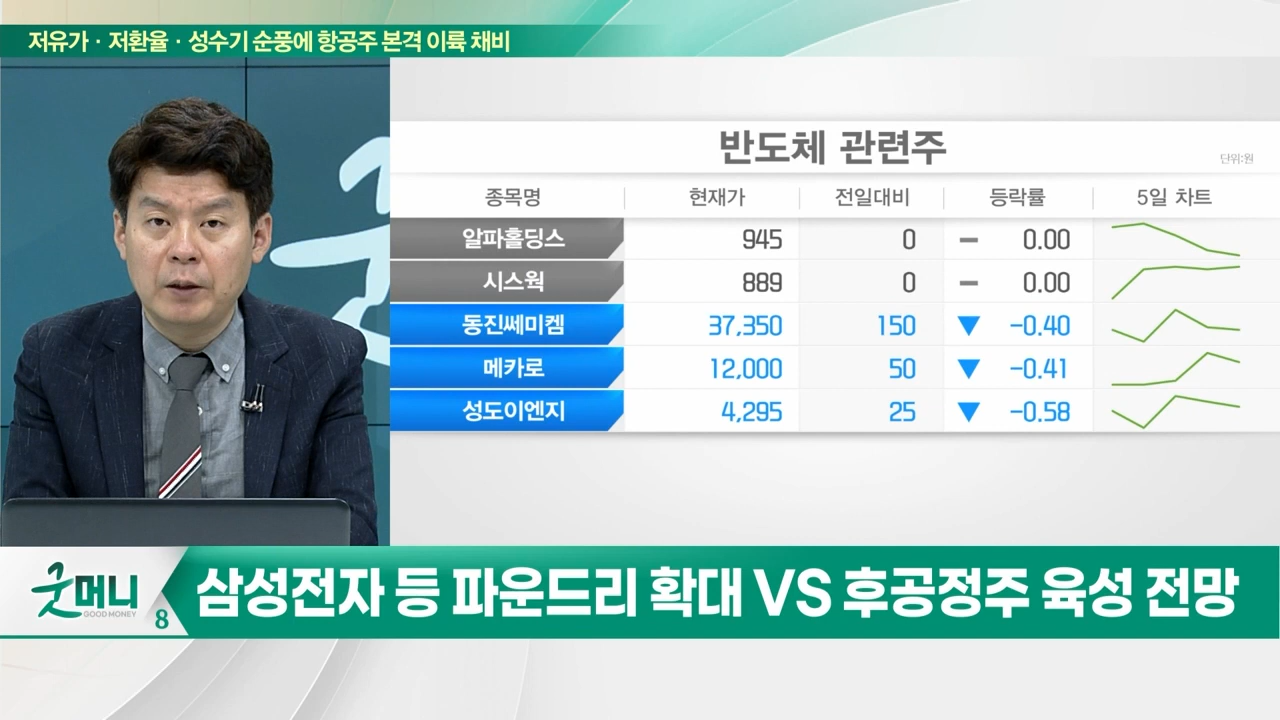 저유가 · 저환율 · 성수기 순풍에 항공주 본격 이륙 채비
반도체 관련주
단위:원
종목명 현재가 전일대비 등락률 5일 차트
알파홀딩스 945 0 – 0.00
시스웍 889 0 – 0.00
동진쎄미켐 37,350 150 ▼ -0.40
메카로 12,000 50 ▼ -0.41
성도이엔지 4,295 25 ▼ -0.58
굿머니
GOOD MONEY
8
삼성전자 등 파운드리 확대 VS 후공정주 육성 전망